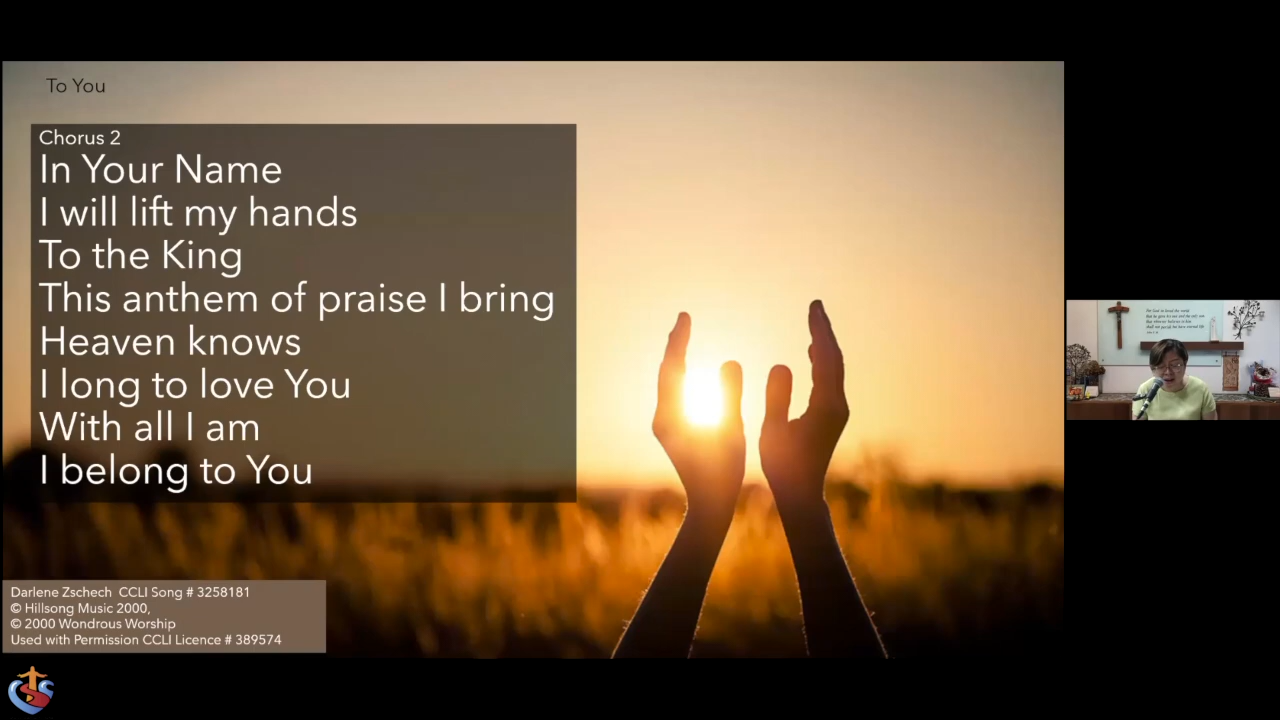 To You
Chorus 2
In Your Name
I will lift my hands
To the King
This anthem of praise I bring
Heaven knows
I long to love You
With all I am
I belong to You
Darlene Zschech CCLI Song # 3258181
© Hillsong Music 2000,
© 2000 Wondrous Worship
Used with Permission CCLI Licence # 389574